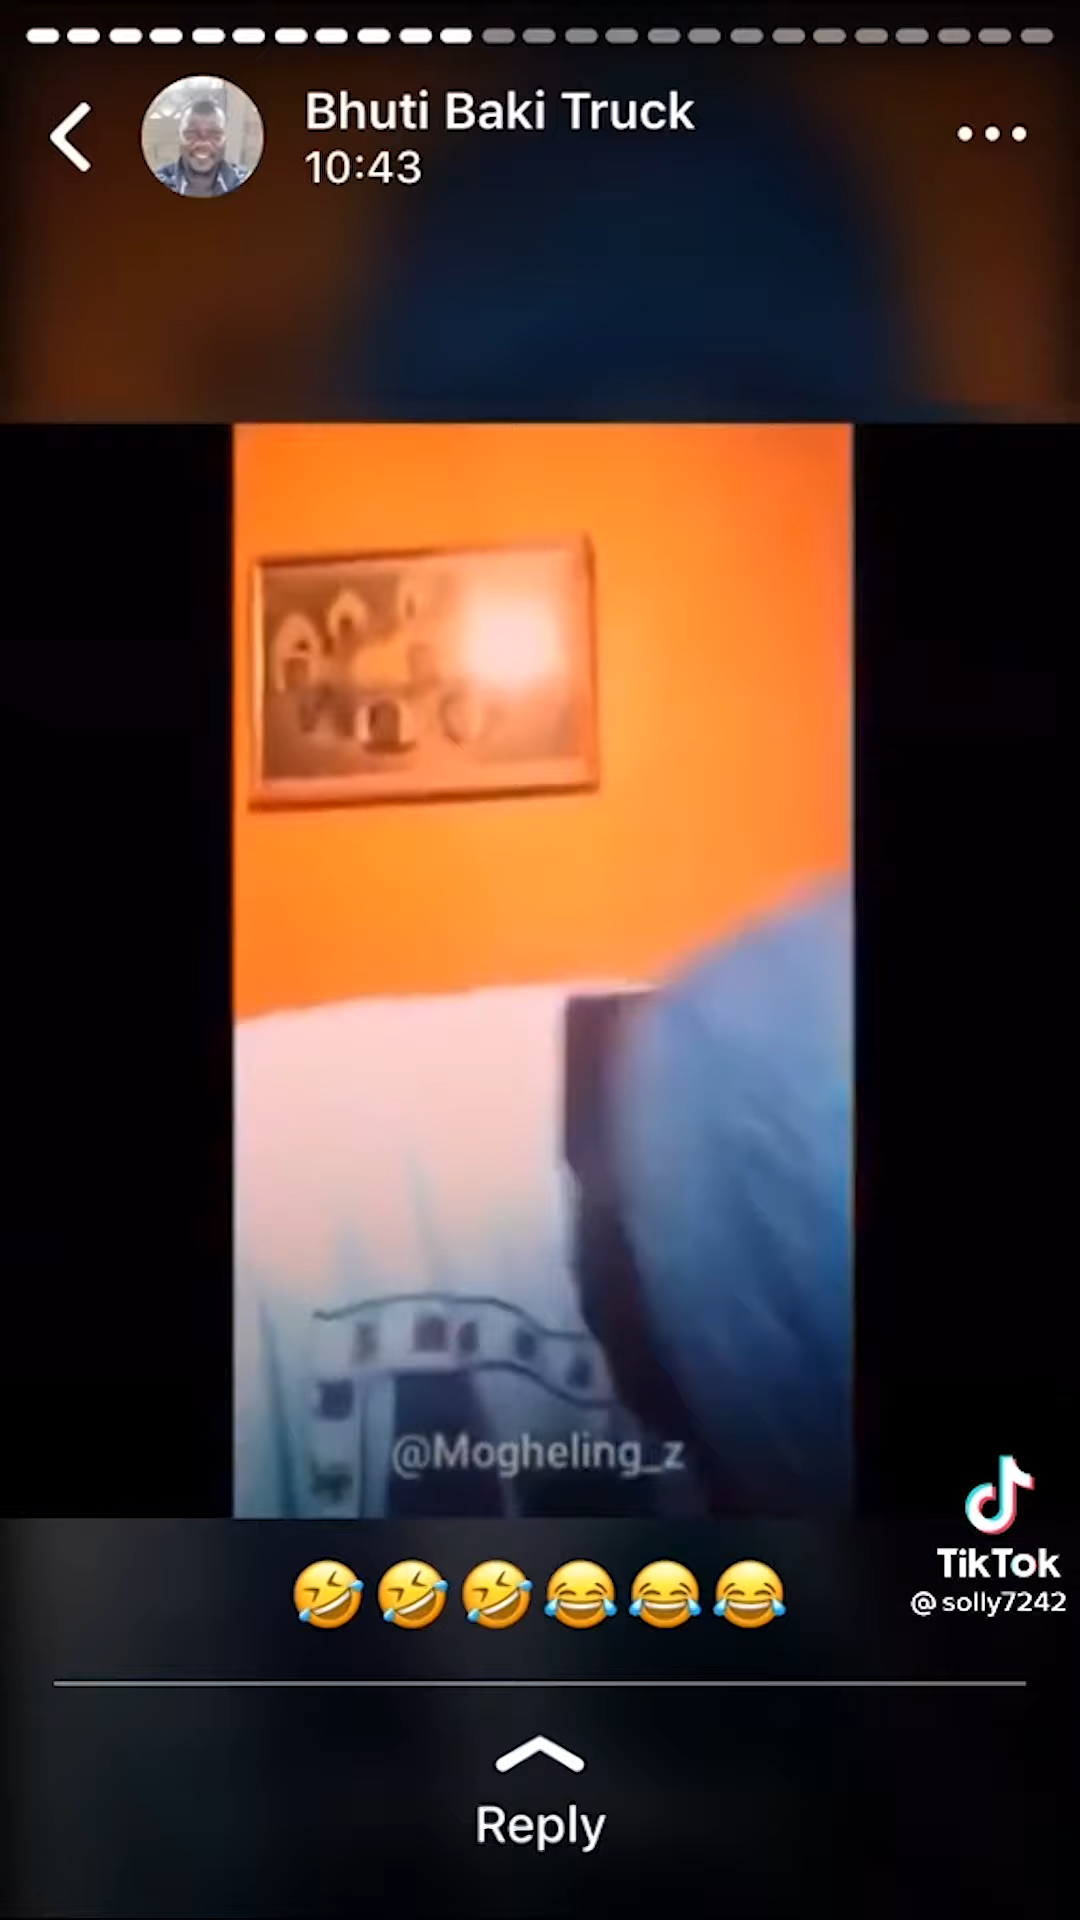 Bhuti Baki Truck
10:43
@Mogheling_z
TikTok
@solly7242
🤣🤣🤣😂😂😂
Reply